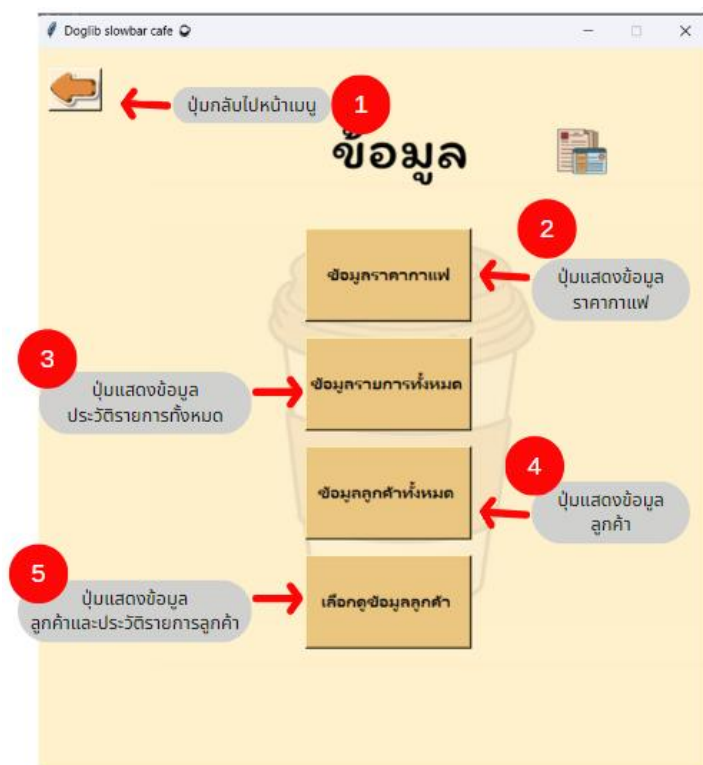 Doglib slowbar cafe
ปุ่มกลับไปหน้าเมนู
1
ข้อมูล
2
ข้อมูลราคากาแฟ
ปุ่มแสดงข้อมูล
ราคากาแฟ
3
ปุ่มแสดงข้อมูล
ประวัติรายการทั้งหมด
ข้อมูลรายการทั้งหมด
4
ข้อมูลลูกค้าทั้งหมด
ปุ่มแสดงข้อมูล
ลูกค้า
5
ปุ่มแสดงข้อมูล
ลูกค้าและประวัติรายการลูกค้า
เลือกดูข้อมูลลูกค้า